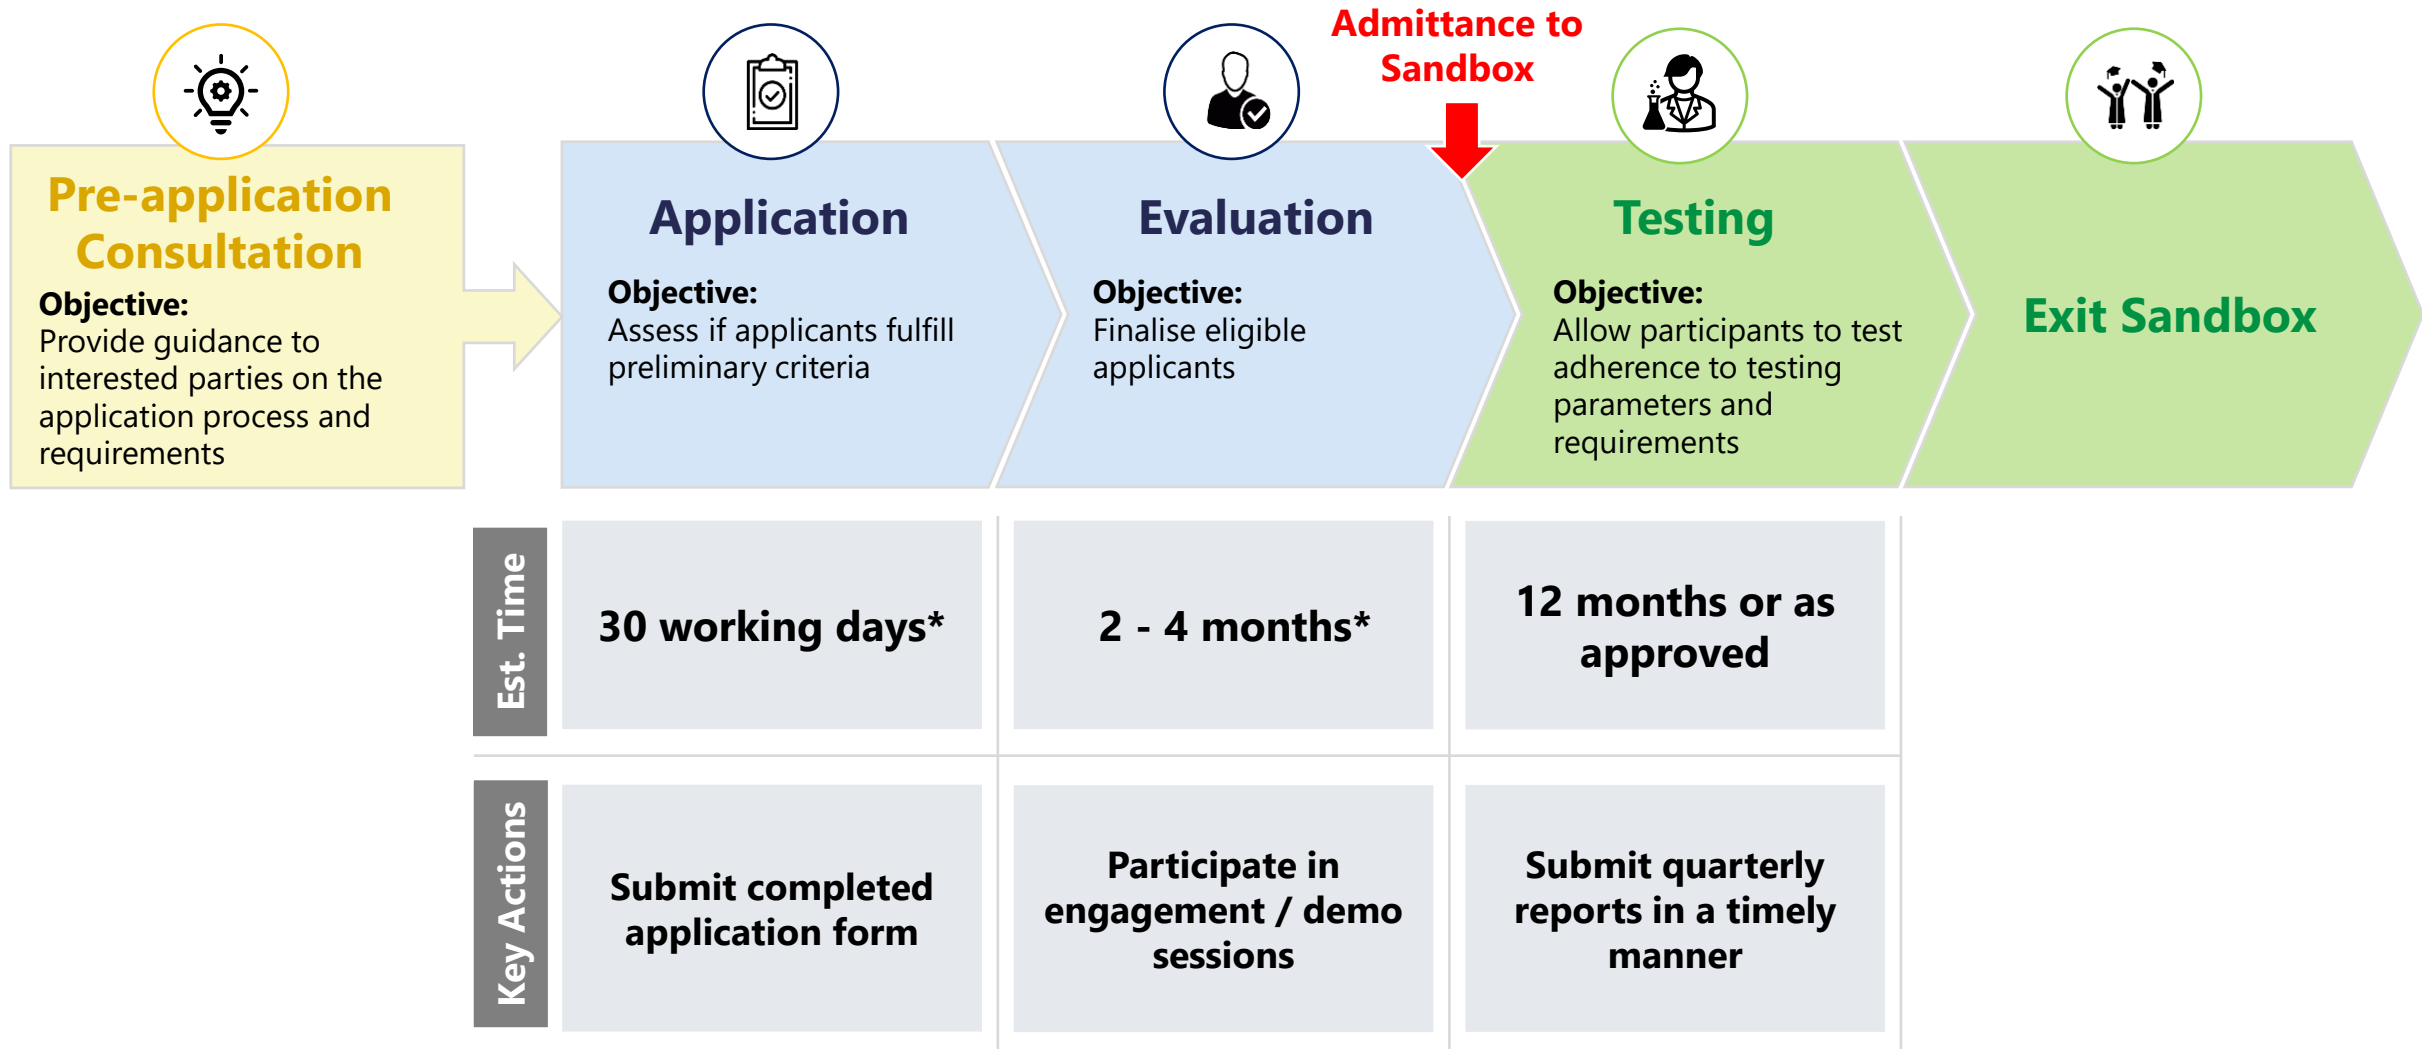 Admittance to
Sandbox
Pre-application
Consultation
Objective:
Provide guidance to
interested parties on the
application process and
requirements
Application
Objective:
Assess if applicants fulfill
preliminary criteria
Evaluation
Objective:
Finalise eligible
applicants
Testing
Objective:
Allow participants to test
adherence to testing
parameters and
requirements
Exit Sandbox
Est. Time
30 working days*
2 - 4 months*
12 months or as
approved
Key Actions
Submit completed
application form
Participate in
engagement / demo
sessions
Submit quarterly
reports in a timely
manner